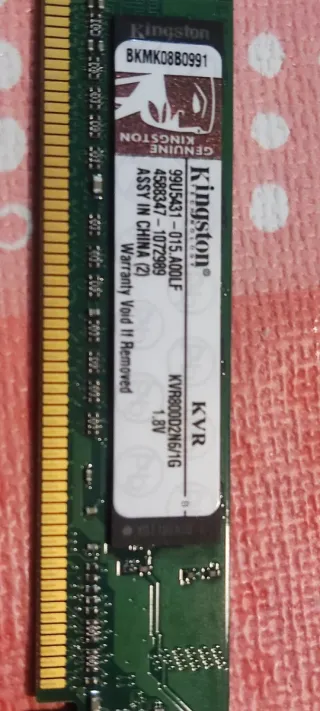 Kingston
BKMK08B0991
GENUINE
KINGSTON
Kingston®
TECHNOLOGY
KVR
99U5431-015.A00LF
4589347-1072989
KVR800D2N6/1G
ASSY IN CHINA (2)
1.8V
Warranty Void If Removed